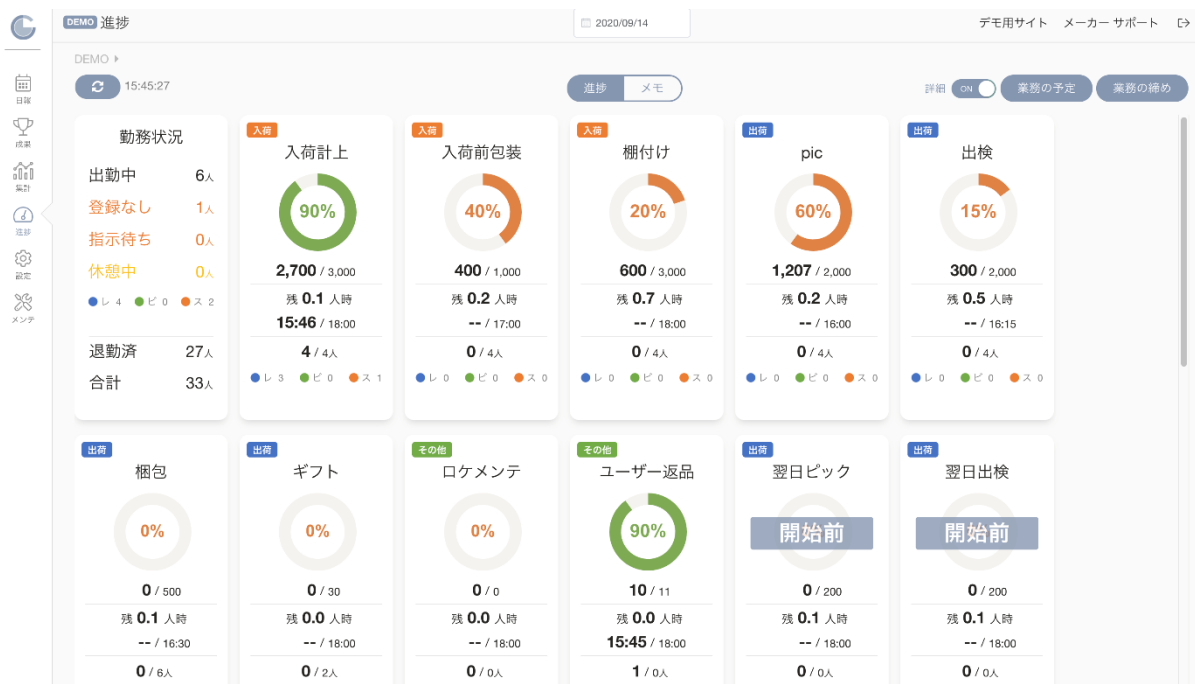 DEMO 進捗
2020/09/14
デモ用サイト メーカー サポート
DEMO
15:45:27
進捗 メモ
詳細 ON 業務の予定 業務の締め
日報
成果
集計
進捗
設定
メンテ
勤務状況
出勤中 6人
登録なし 1人
指示待ち 0人
休憩中 0人
レ 4 ビ 0 ス 2
退勤済 27人
合計 33人
入荷
入荷計上
90%
2,700 / 3,000
残 0.1 人時
15:46 / 18:00
4 / 4人
レ 3 ビ 0 ス 1
入荷
入荷前包装
40%
400 / 1,000
残 0.2 人時
-- / 17:00
0 / 4人
レ 0 ビ 0 ス 0
入荷
棚付け
20%
600 / 3,000
残 0.7 人時
-- / 18:00
0 / 4人
レ 0 ビ 0 ス 0
出荷
pic
60%
1,207 / 2,000
残 0.2 人時
-- / 16:00
0 / 4人
レ 0 ビ 0 ス 0
出荷
出検
15%
300 / 2,000
残 0.5 人時
-- / 16:15
0 / 4人
レ 0 ビ 0 ス 0
出荷
梱包
0%
0 / 500
残 0.1 人時
-- / 16:30
0 / 6人
出荷
ギフト
0%
0 / 30
残 0.0 人時
-- / 18:00
0 / 2人
その他
ロケメンテ
0%
0 / 0
残 0.0 人時
-- / 18:00
0 / 0人
その他
ユーザー返品
90%
10 / 11
残 0.0 人時
15:45 / 18:00
1 / 0人
出荷
翌日ピック
開始前
0 / 200
残 0.1 人時
-- / 18:00
0 / 0人
出荷
翌日出検
開始前
0 / 200
残 0.1 人時
-- / 18:00
0 / 0人